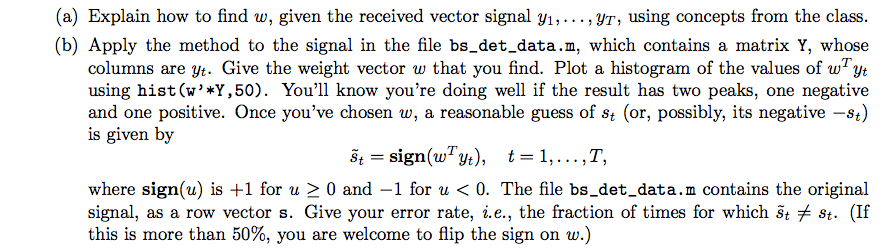 (a) Explain how to find w, given the received vector signal y1, . . . , yT, using concepts from the class.
(b) Apply the method to the signal in the file bs_det_data.m, which contains a matrix Y, whose
columns are yt. Give the weight vector w that you find. Plot a histogram of the values of wᵀyt
using hist(w'*Y,50). You'll know you're doing well if the result has two peaks, one negative
and one positive. Once you've chosen w, a reasonable guess of st (or, possibly, its negative −st)
is given by
s̃t = sign(wᵀyt), t = 1, . . . , T,
where sign(u) is +1 for u ≥ 0 and −1 for u < 0. The file bs_det_data.m contains the original
signal, as a row vector s. Give your error rate, i.e., the fraction of times for which s̃t ≠ st. (If
this is more than 50%, you are welcome to flip the sign on w.)